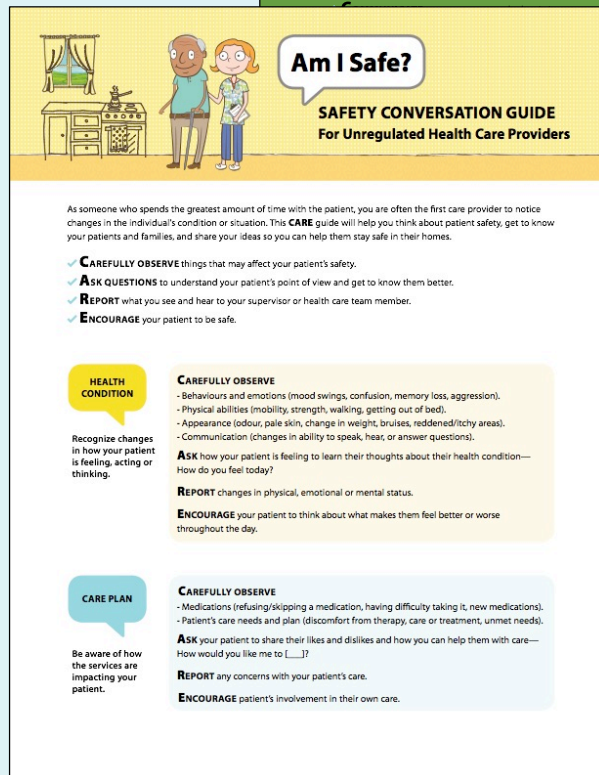 Am I Safe?
SAFETY CONVERSATION GUIDE
For Unregulated Health Care Providers
As someone who spends the greatest amount of time with the patient, you are often the first care provider to notice
changes in the individual's condition or situation. This CARE guide will help you think about patient safety, get to know
your patients and families, and share your ideas so you can help them stay safe in their homes.
✓ CAREFULLY OBSERVE things that may affect your patient's safety.
✓ ASK QUESTIONS to understand your patient's point of view and get to know them better.
✓ REPORT what you see and hear to your supervisor or health care team member.
✓ ENCOURAGE your patient to be safe.
HEALTH
CONDITION
Recognize changes
in how your patient
is feeling, acting or
thinking.
CAREFULLY OBSERVE
- Behaviours and emotions (mood swings, confusion, memory loss, aggression).
- Physical abilities (mobility, strength, walking, getting out of bed).
- Appearance (odour, pale skin, change in weight, bruises, reddened/itchy areas).
- Communication (changes in ability to speak, hear, or answer questions).
ASK how your patient is feeling to learn their thoughts about their health condition—
How do you feel today?
REPORT changes in physical, emotional or mental status.
ENCOURAGE your patient to think about what makes them feel better or worse
throughout the day.
CARE PLAN
Be aware of how
the services are
impacting your
patient.
CAREFULLY OBSERVE
- Medications (refusing/skipping a medication, having difficulty taking it, new medications).
- Patient's care needs and plan (discomfort from therapy, care or treatment, unmet needs).
ASK your patient to share their likes and dislikes and how you can help them with care—
How would you like me to [___]?
REPORT any concerns with your patient's care.
ENCOURAGE patient's involvement in their own care.